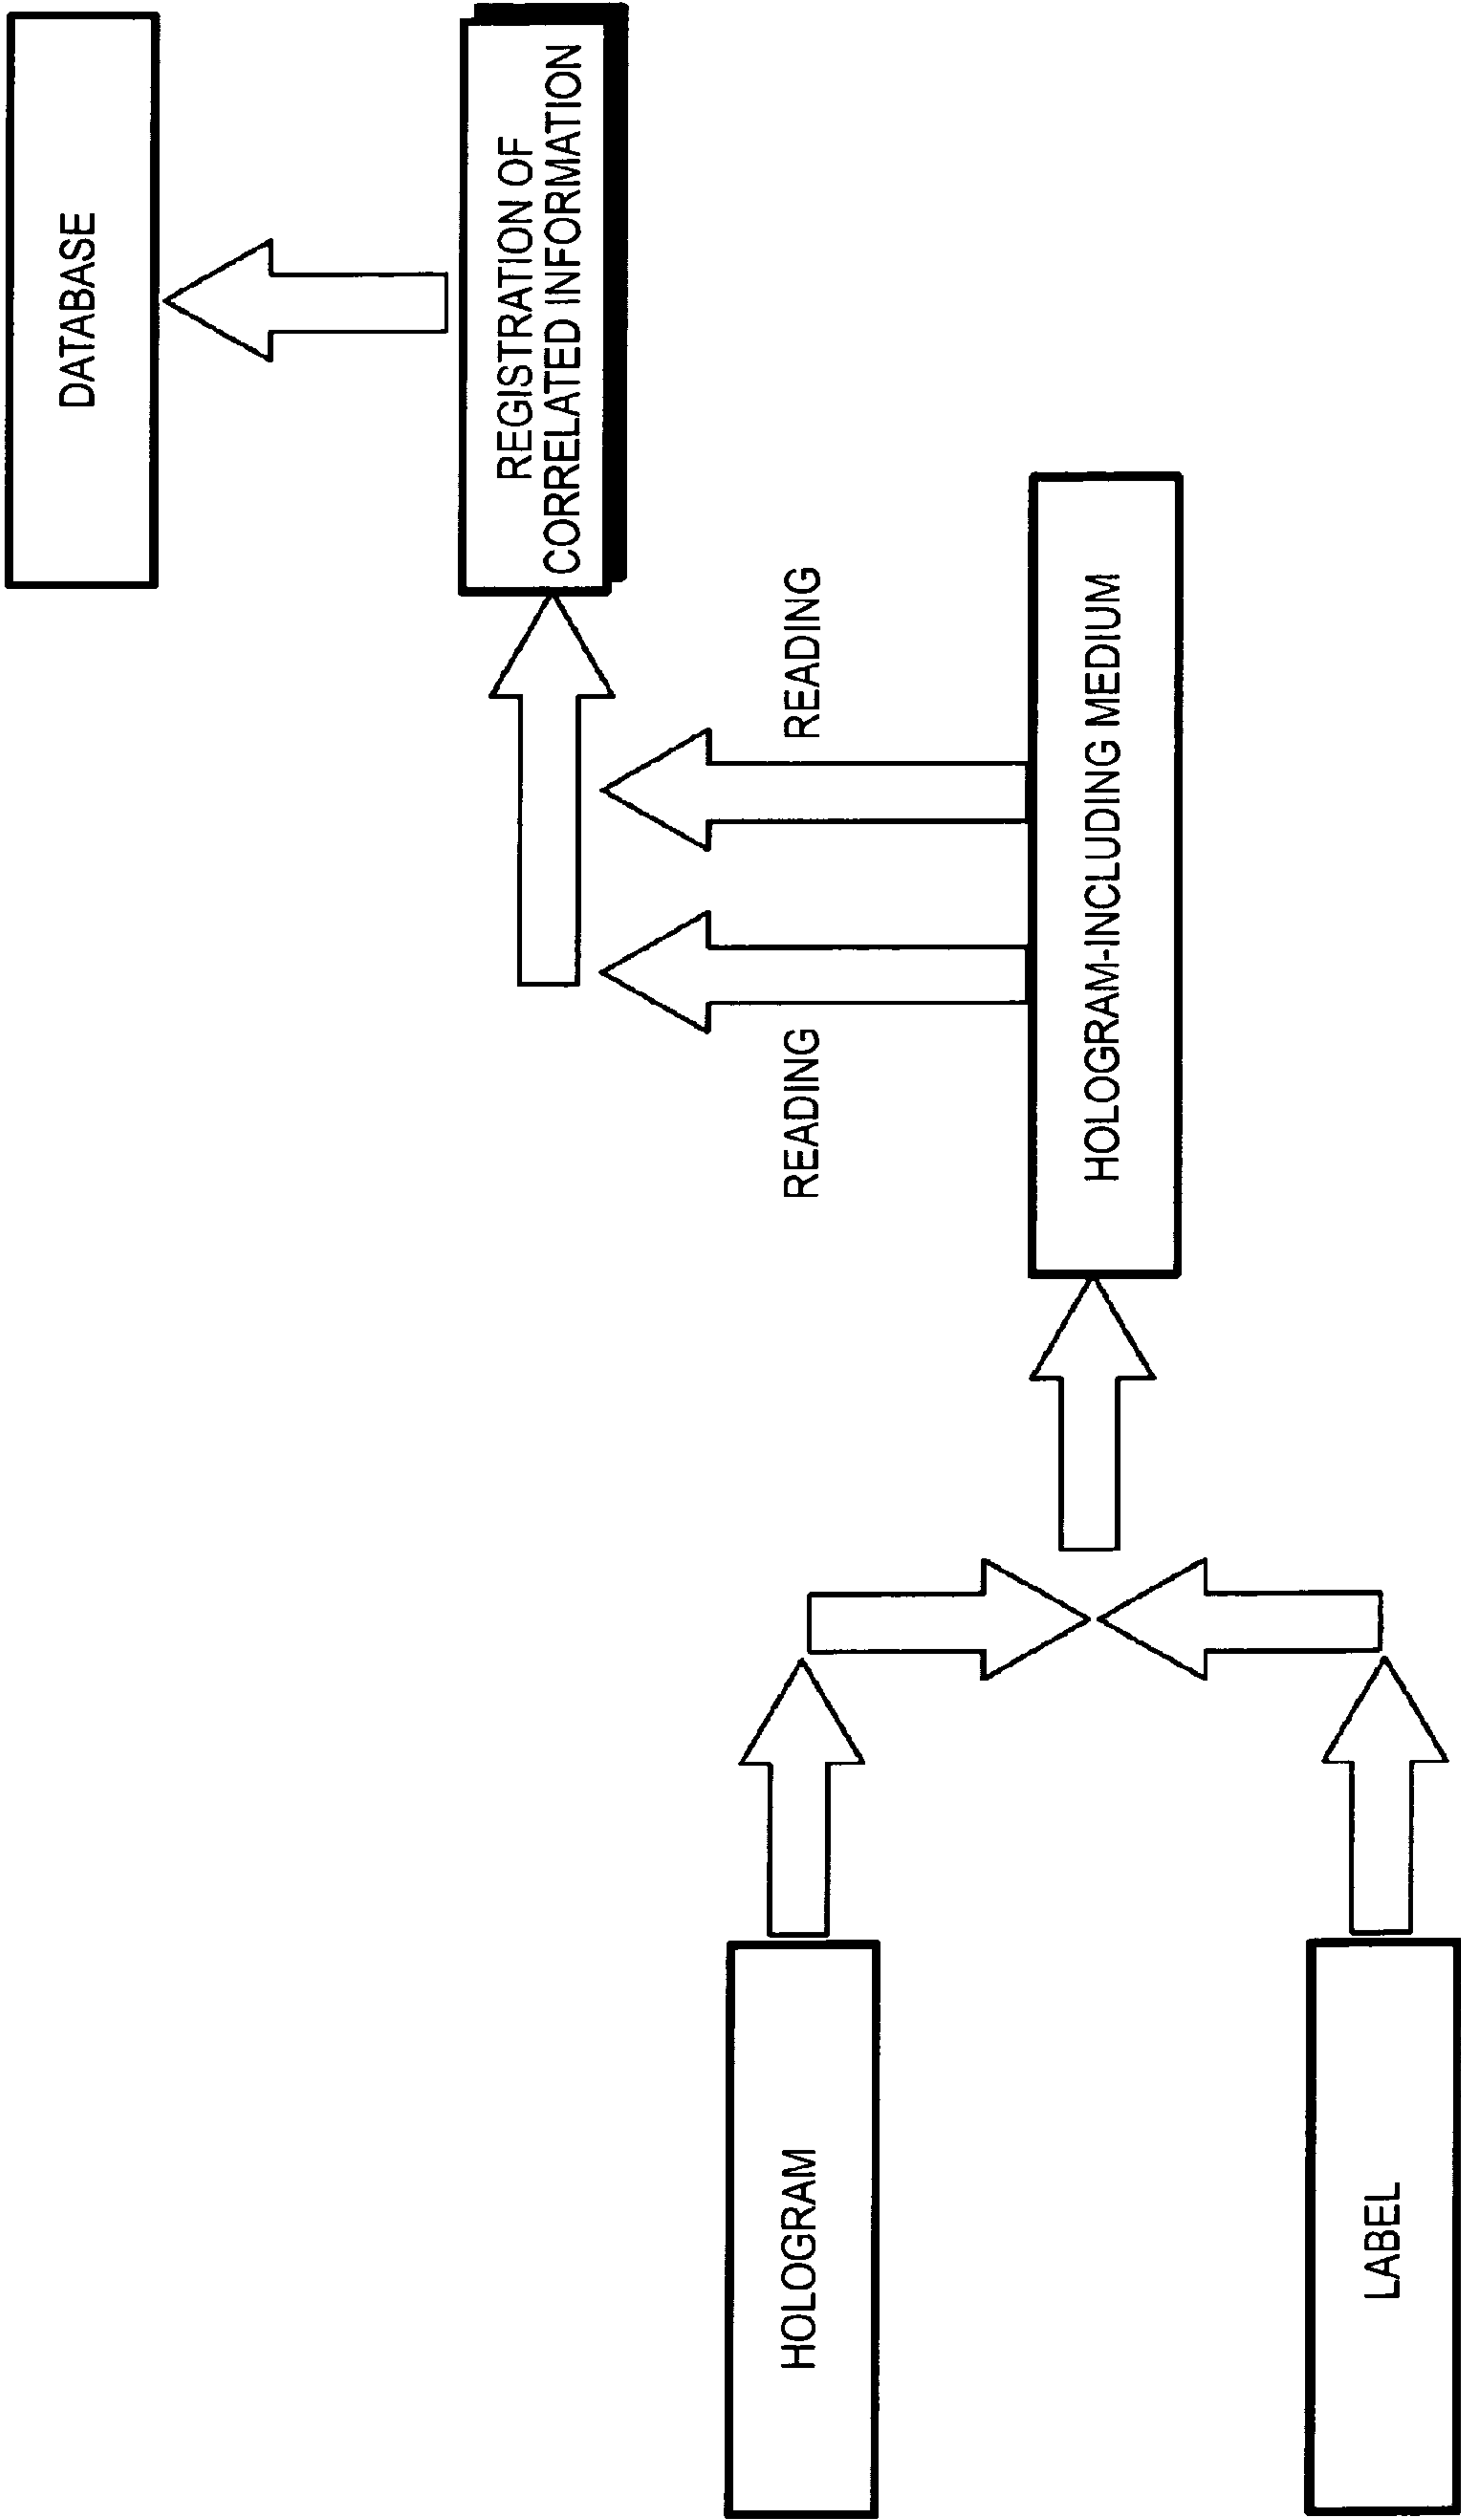 DATABASE
REGISTRATION OF
CORRELATED INFORMATION
HOLOGRAM
READING
READING
HOLOGRAM-INCLUDING MEDIUM
LABEL